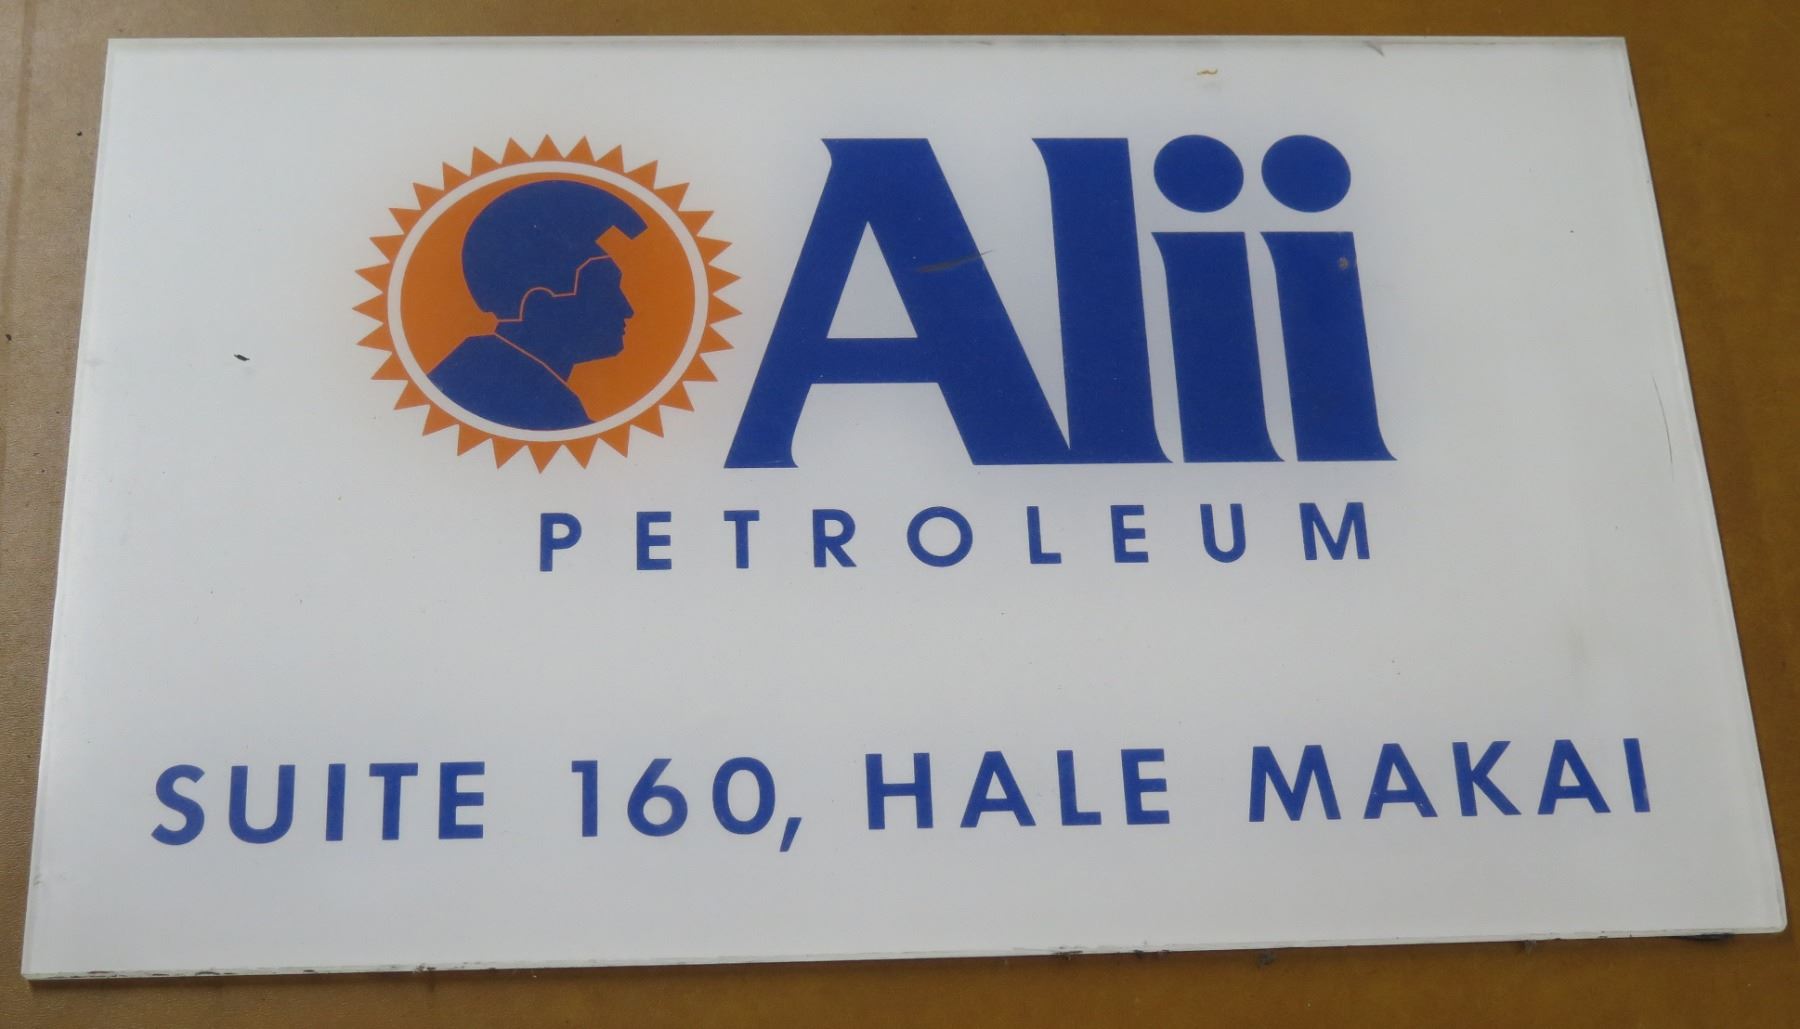 Alii
PETROLEUM
SUITE 160, HALE MAKAI